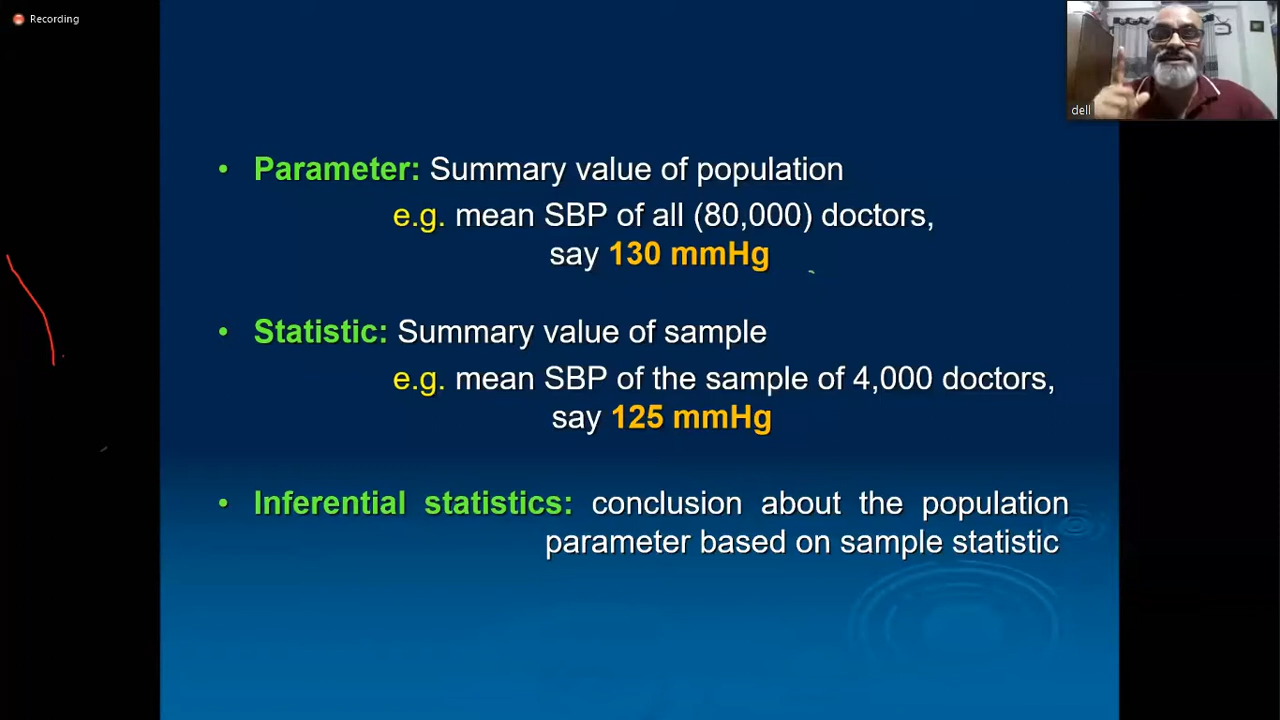 Recording
dell
• Parameter: Summary value of population
e.g. mean SBP of all (80,000) doctors,
say 130 mmHg
• Statistic: Summary value of sample
e.g. mean SBP of the sample of 4,000 doctors,
say 125 mmHg
• Inferential statistics: conclusion about the population
parameter based on sample statistic